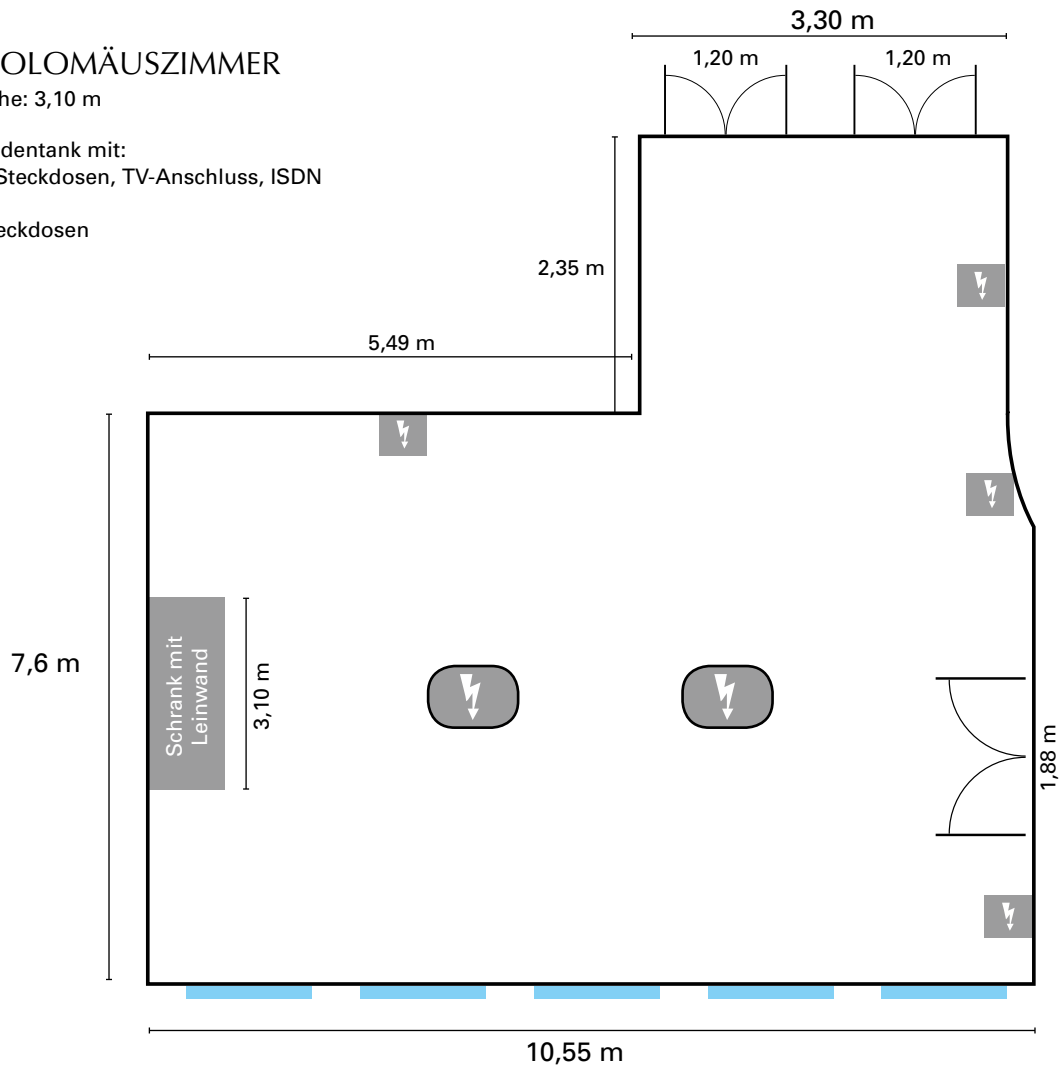 OLOMÄUSZIMMER
he: 3,10 m
dentank mit:
Steckdosen, TV-Anschluss, ISDN
eckdosen
3,30 m
1,20 m
1,20 m
2,35 m
5,49 m
7,6 m
Schrank mit
Leinwand
3,10 m
1,88 m
10,55 m